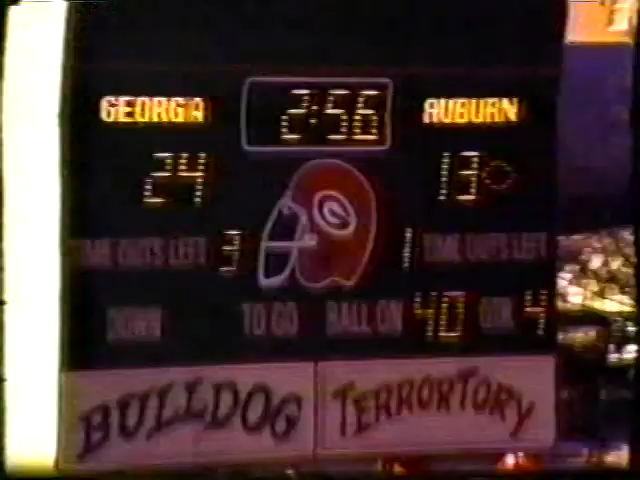 GEORGIA 2:56 AUBURN
24 13
TIME OUTS LEFT G 1 TIME OUTS LEFT
DOWN TO GO BALL ON 40 QTR. 4
BULLDOG TERRORTORY